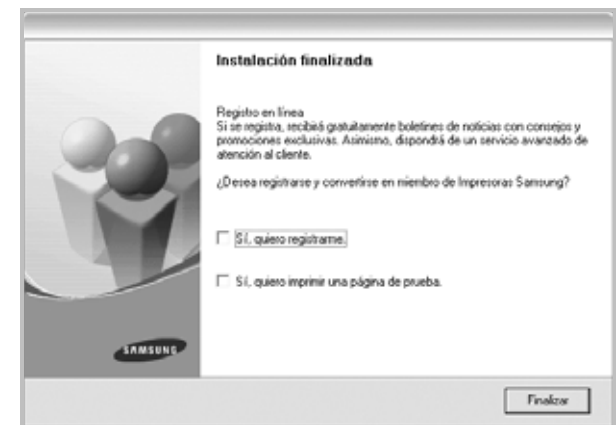 Instalación finalizada
Registro en línea
Si se registra, recibirá gratuitamente boletines de noticias con consejos y
promociones exclusivas. Asimismo, dispondrá de un servicio avanzado de
atención al cliente.
¿Desea registrarse y convertirse en miembro de Impresoras Samsung?
Sí, quiero registrarme.
Sí, quiero imprimir una página de prueba.
SAMSUNG
Finalizar